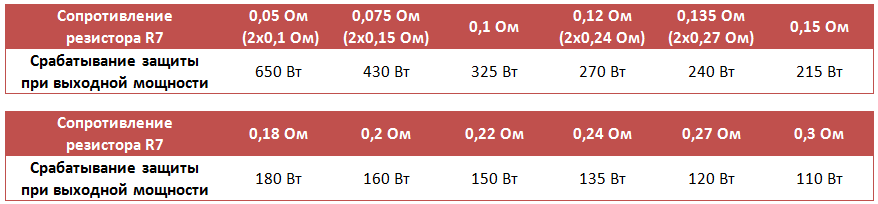 Сопротивление резистора R7 0,05 Ом (2х0,1 Ом) 0,075 Ом (2х0,15 Ом) 0,1 Ом 0,12 Ом (2х0,24 Ом) 0,135 Ом (2х0,27 Ом) 0,15 Ом
Срабатывание защиты при выходной мощности 650 Вт 430 Вт 325 Вт 270 Вт 240 Вт 215 Вт
Сопротивление резистора R7 0,18 Ом 0,2 Ом 0,22 Ом 0,24 Ом 0,27 Ом 0,3 Ом
Срабатывание защиты при выходной мощности 180 Вт 160 Вт 150 Вт 135 Вт 120 Вт 110 Вт